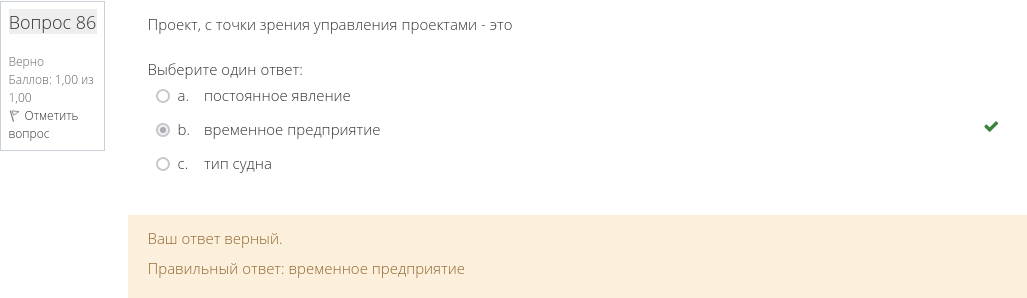 Вопрос 86
Верно
Баллов: 1,00 из
1,00
Отметить
вопрос
Проект, с точки зрения управления проектами - это
Выберите один ответ:
a. постоянное явление
b. временное предприятие
c. тип судна
Ваш ответ верный.
Правильный ответ: временное предприятие